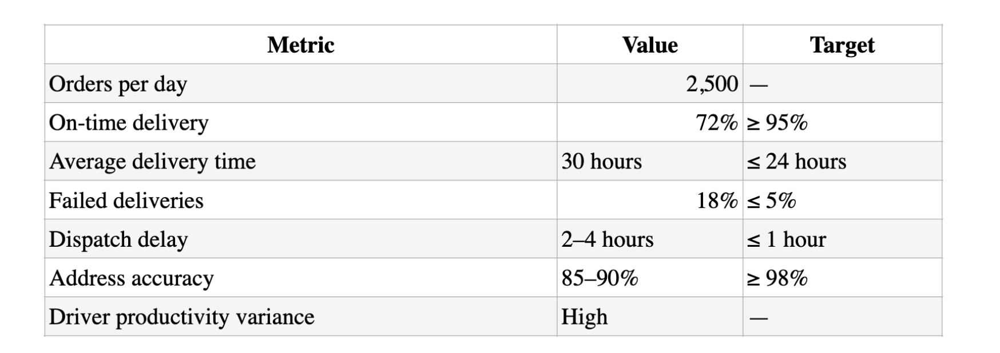 Metric Value Target
Orders per day 2,500 —
On-time delivery 72% ≥ 95%
Average delivery time 30 hours ≤ 24 hours
Failed deliveries 18% ≤ 5%
Dispatch delay 2–4 hours ≤ 1 hour
Address accuracy 85–90% ≥ 98%
Driver productivity variance High —